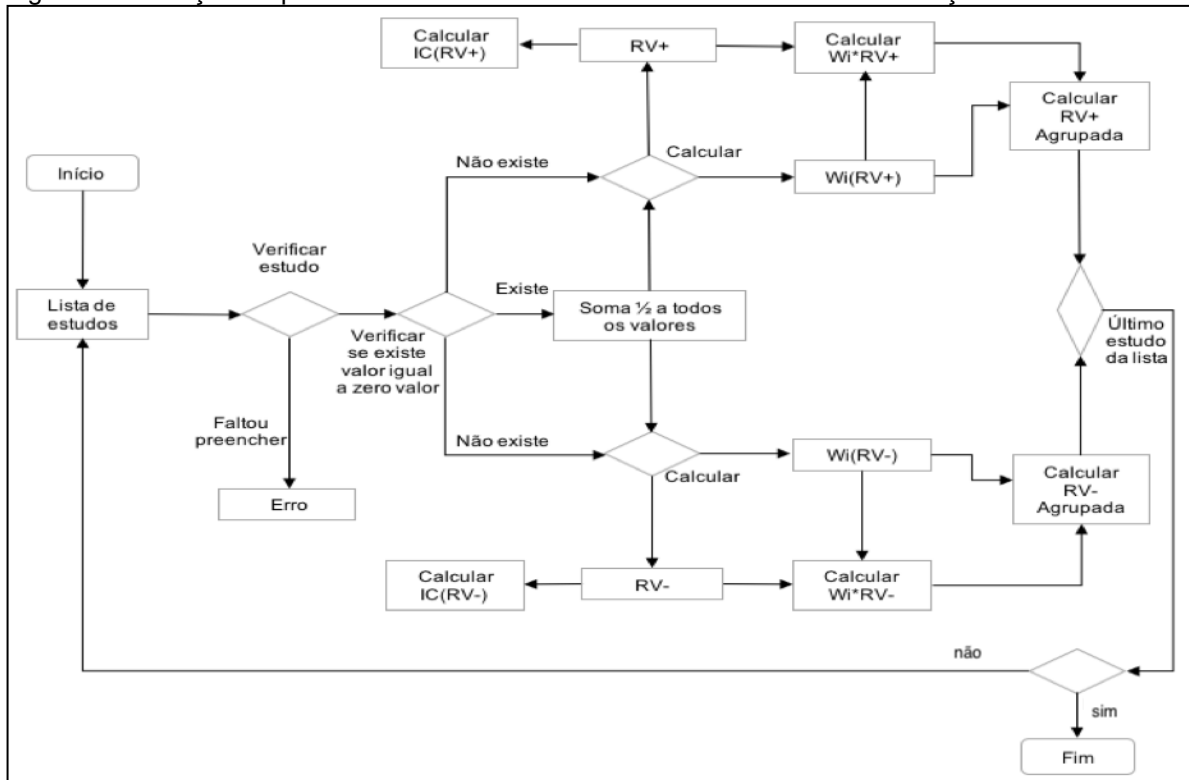 Calcular
IC(RV+)
RV+
Calcular
Wi*RV+
Calcular
RV+
Agrupada
Não existe
Calcular
Wi(RV+)
Início
Verificar
estudo
Lista de
estudos
Existe
Soma ½ a todos
os valores
Verificar
se existe
valor igual
a zero valor
Último
estudo
da lista
Faltou
preencher
Não existe
Calcular
Wi(RV-)
Calcular
RV-
Agrupada
Erro
Calcular
IC(RV-)
RV-
Calcular
Wi*RV-
não
sim
Fim